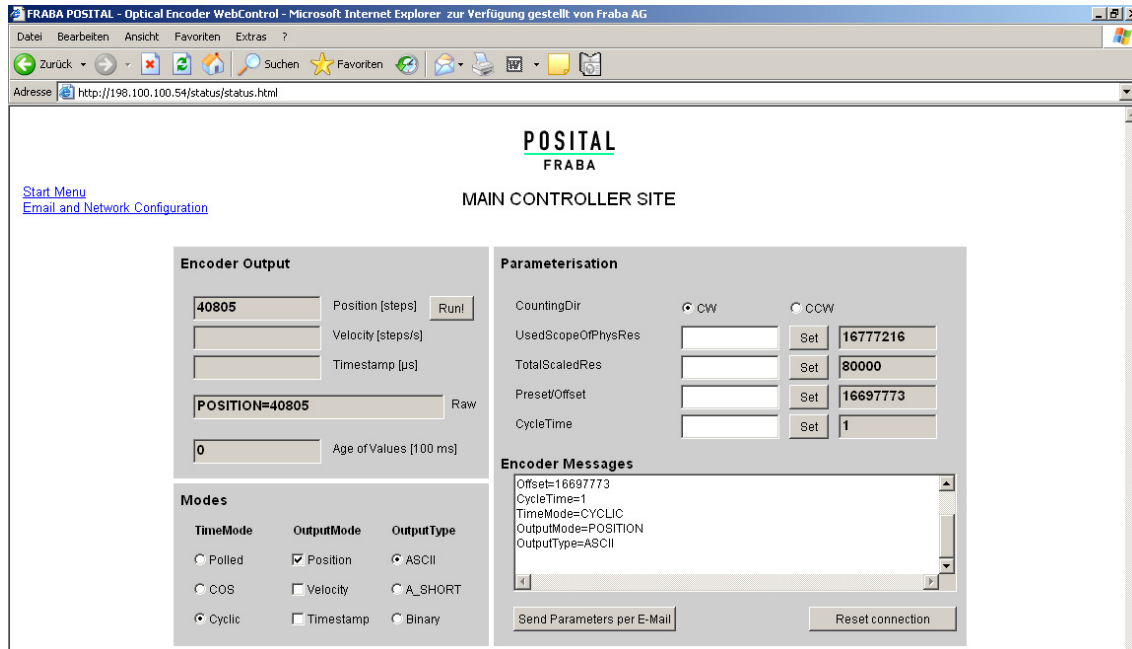 FRABA POSITAL - Optical Encoder WebControl - Microsoft Internet Explorer zur Verfügung gestellt von Fraba AG
Datei Bearbeiten Ansicht Favoriten Extras ?
Zurück Suchen Favoriten
Adresse http://198.100.100.54/status/status.html
POSITAL
FRABA
Start Menu
Email and Network Configuration
MAIN CONTROLLER SITE
Encoder Output
40805 Position [steps] Run!
Velocity [steps/s]
Timestamp [µs]
POSITION=40805 Raw
0 Age of Values [100 ms]
Modes
TimeMode OutputMode OutputType
Polled Position ASCII
COS Velocity A_SHORT
Cyclic Timestamp Binary
Parameterisation
CountingDir CW CCW
UsedScopeOfPhysRes Set 16777216
TotalScaledRes Set 80000
Preset/Offset Set 16697773
CycleTime Set 1
Encoder Messages
Offset=16697773
CycleTime=1
TimeMode=CYCLIC
OutputMode=POSITION
OutputType=ASCII
Send Parameters per E-Mail Reset connection